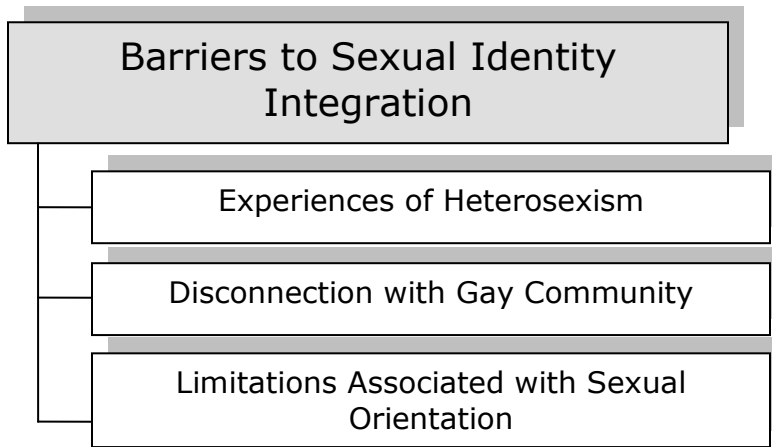 Barriers to Sexual Identity
Integration
Experiences of Heterosexism
Disconnection with Gay Community
Limitations Associated with Sexual
Orientation